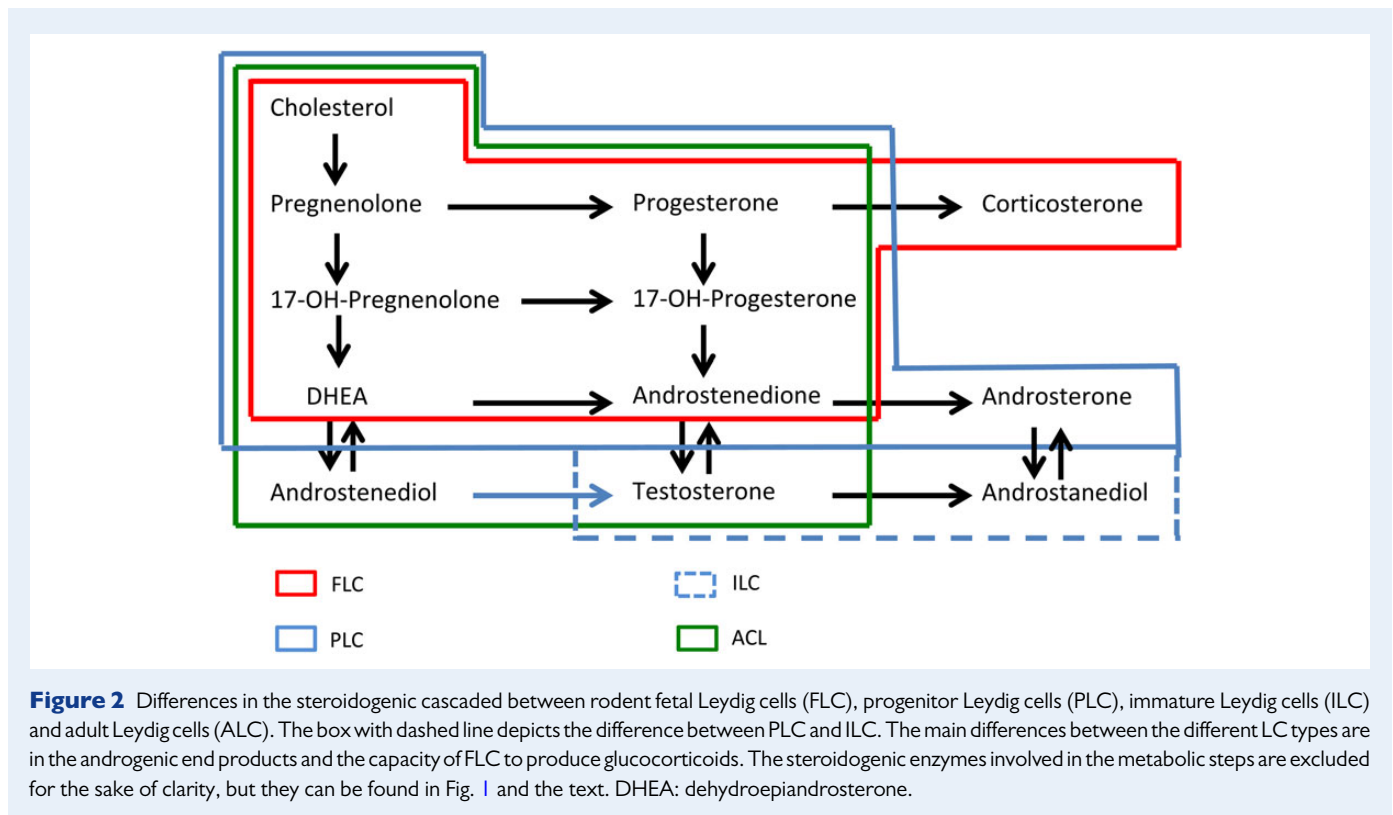 Cholesterol
Pregnenolone
Progesterone
Corticosterone
17-OH-Pregnenolone
17-OH-Progesterone
DHEA
Androstenedione
Androsterone
Androstenediol
Testosterone
Androstanediol
FLC
ILC
PLC
ACL
Figure 2 Differences in the steroidogenic cascaded between rodent fetal Leydig cells (FLC), progenitor Leydig cells (PLC), immature Leydig cells (ILC)
and adult Leydig cells (ALC). The box with dashed line depicts the difference between PLC and ILC. The main differences between the different LC types are
in the androgenic end products and the capacity of FLC to produce glucocorticoids. The steroidogenic enzymes involved in the metabolic steps are excluded
for the sake of clarity, but they can be found in Fig. 1 and the text. DHEA: dehydroepiandrosterone.